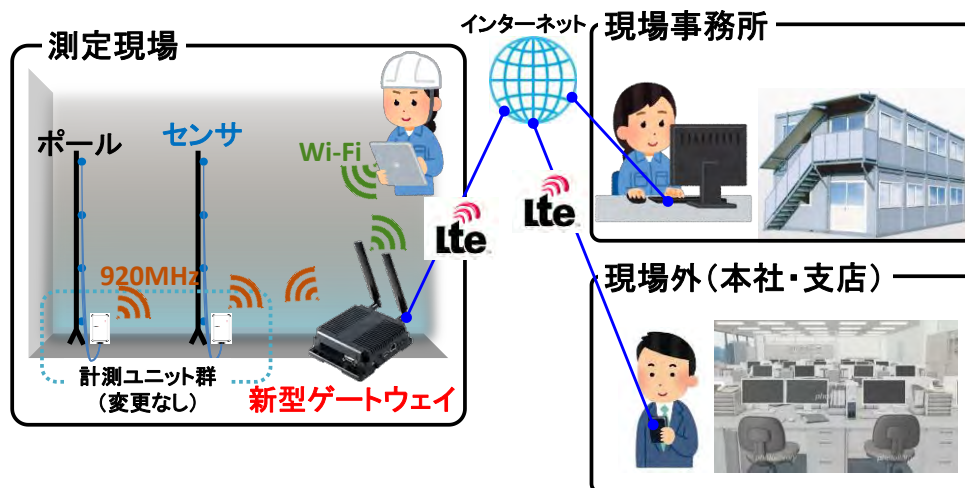 測定現場
ポール
センサ
Wi-Fi
920MHz
計測ユニット群
(変更なし)
新型ゲートウェイ
インターネット
Lte
Lte
現場事務所
現場外(本社・支店)